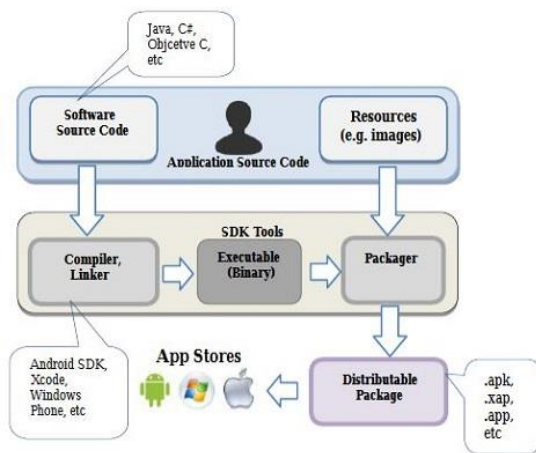 Java, C#,
Objcetve C,
etc
Software
Source Code
Resources
(e.g. images)
Application Source Code
SDK Tools
Compiler,
Linker
Executable
(Binary)
Packager
Android SDK,
Xcode,
Windows
Phone, etc
App Stores
Distributable
Package
.apk,
.xap,
.app,
etc